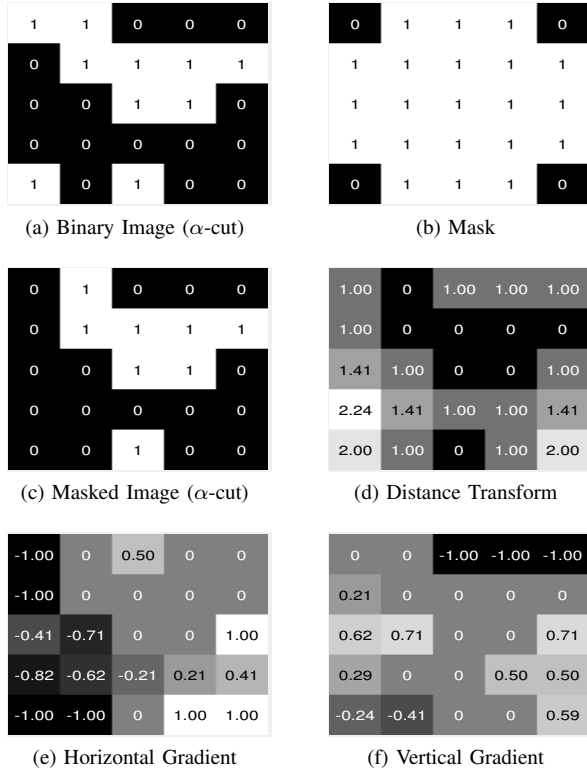 1 1 0 0 0
0 1 1 1 1
0 0 1 1 0
0 0 0 0 0
1 0 1 0 0
(a) Binary Image (α-cut)
0 1 1 1 0
1 1 1 1 1
1 1 1 1 1
1 1 1 1 1
0 1 1 1 0
(b) Mask
0 1 0 0 0
0 1 1 1 1
0 0 1 1 0
0 0 0 0 0
0 0 1 0 0
(c) Masked Image (α-cut)
1.00 0 1.00 1.00 1.00
1.00 0 0 0 0
1.41 1.00 0 0 1.00
2.24 1.41 1.00 1.00 1.41
2.00 1.00 0 1.00 2.00
(d) Distance Transform
-1.00 0 0.50 0 0
-1.00 0 0 0 0
-0.41 -0.71 0 0 1.00
-0.82 -0.62 -0.21 0.21 0.41
-1.00 -1.00 0 1.00 1.00
(e) Horizontal Gradient
0 0 -1.00 -1.00 -1.00
0.21 0 0 0 0
0.62 0.71 0 0 0.71
0.29 0 0 0.50 0.50
-0.24 -0.41 0 0 0.59
(f) Vertical Gradient